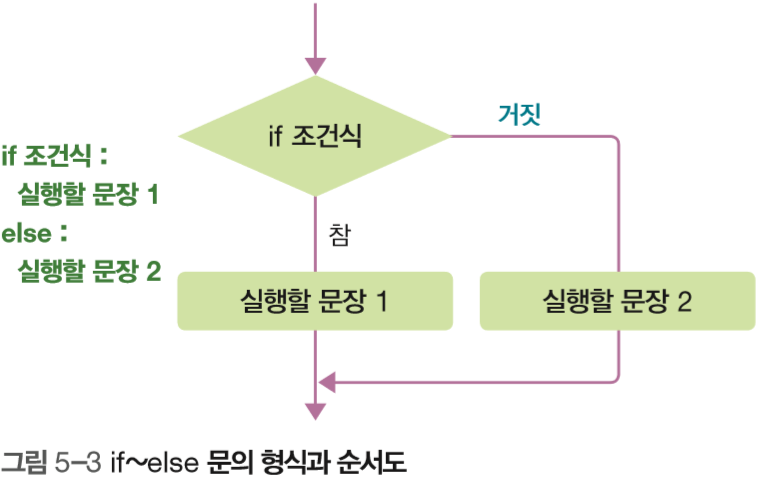 if 조건식 :
실행할 문장 1
else :
실행할 문장 2
if 조건식
거짓
참
실행할 문장 1
실행할 문장 2
그림 5-3 if~else 문의 형식과 순서도